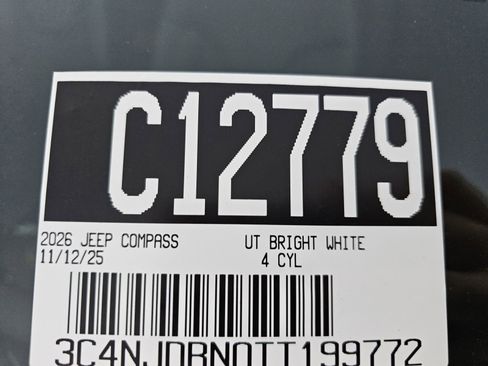 C12779
2026 JEEP COMPASS UT BRIGHT WHITE
11/12/25 4 CYL
3C4NJDBN0TT199772